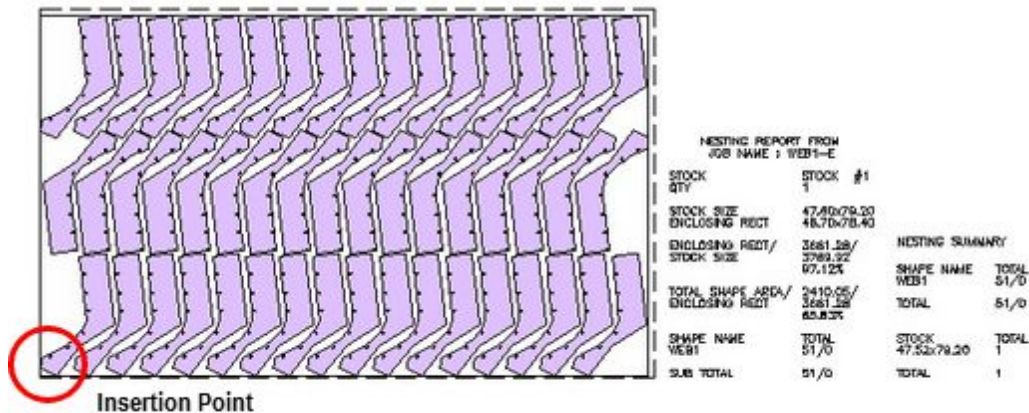 NESTING REPORT FROM
JOB NAME : WEB1-E
STOCK STOCK #1
QTY 1
STOCK SIZE 47.60x79.20
ENCLOSING RECT 46.70x78.40
ENCLOSING RECT/ 3661.28/
STOCK SIZE 3769.92
97.12%
TOTAL SHAPE AREA/ 2410.05/
ENCLOSING RECT 3661.28
65.83%
SHAPE NAME TOTAL
WEB1 51/0
SUB TOTAL 51/0
NESTING SUMMARY
SHAPE NAME TOTAL
WEB1 51/0
TOTAL 51/0
STOCK TOTAL
47.52x79.20 1
TOTAL 1
Insertion Point